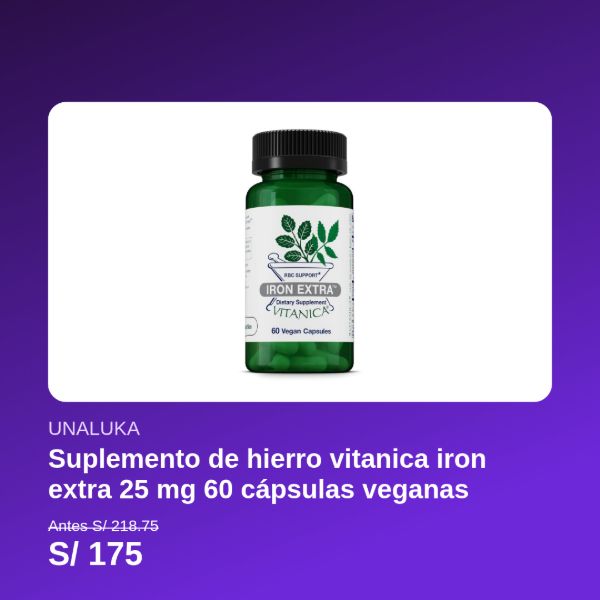 RBC SUPPORT*
IRON EXTRA™
Dietary Supplement
VITANICA®
60 Vegan Capsules
UNALUKA
Suplemento de hierro vitanica iron
extra 25 mg 60 cápsulas veganas
Antes S/ 218.75
S/ 175